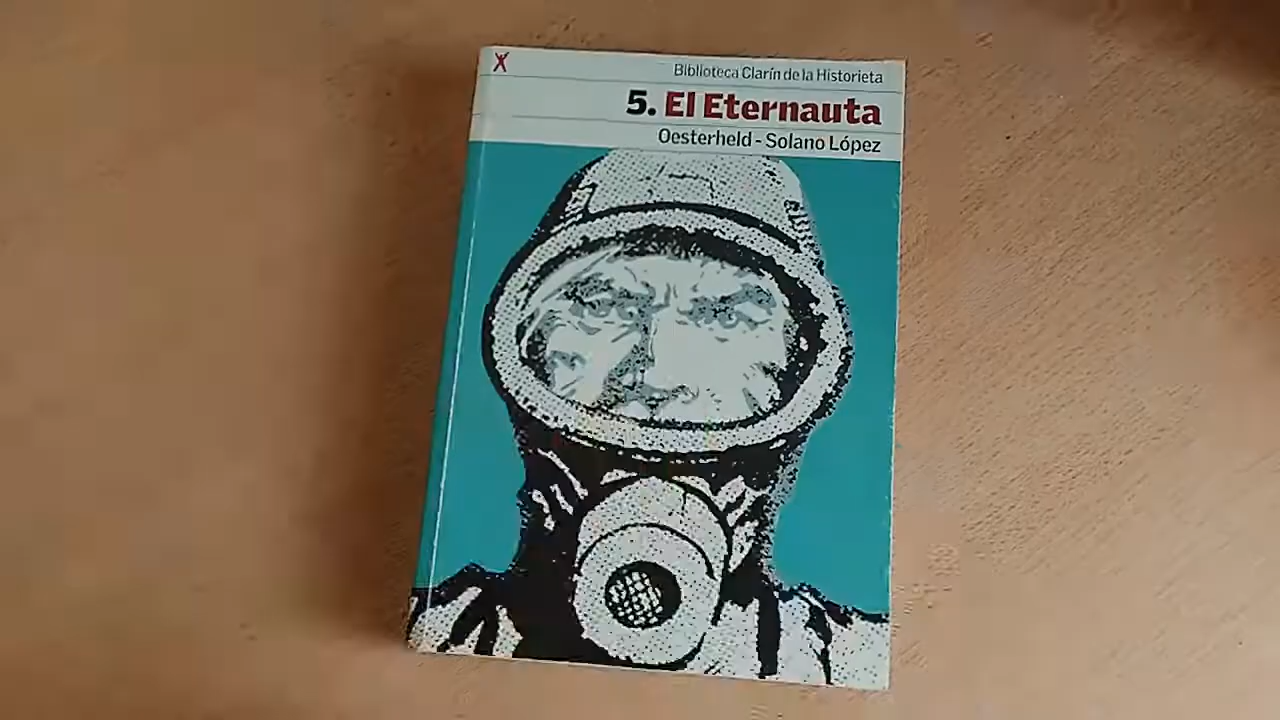 Biblioteca Clarín de la Historieta
5. El Eternauta
Oesterheld - Solano López